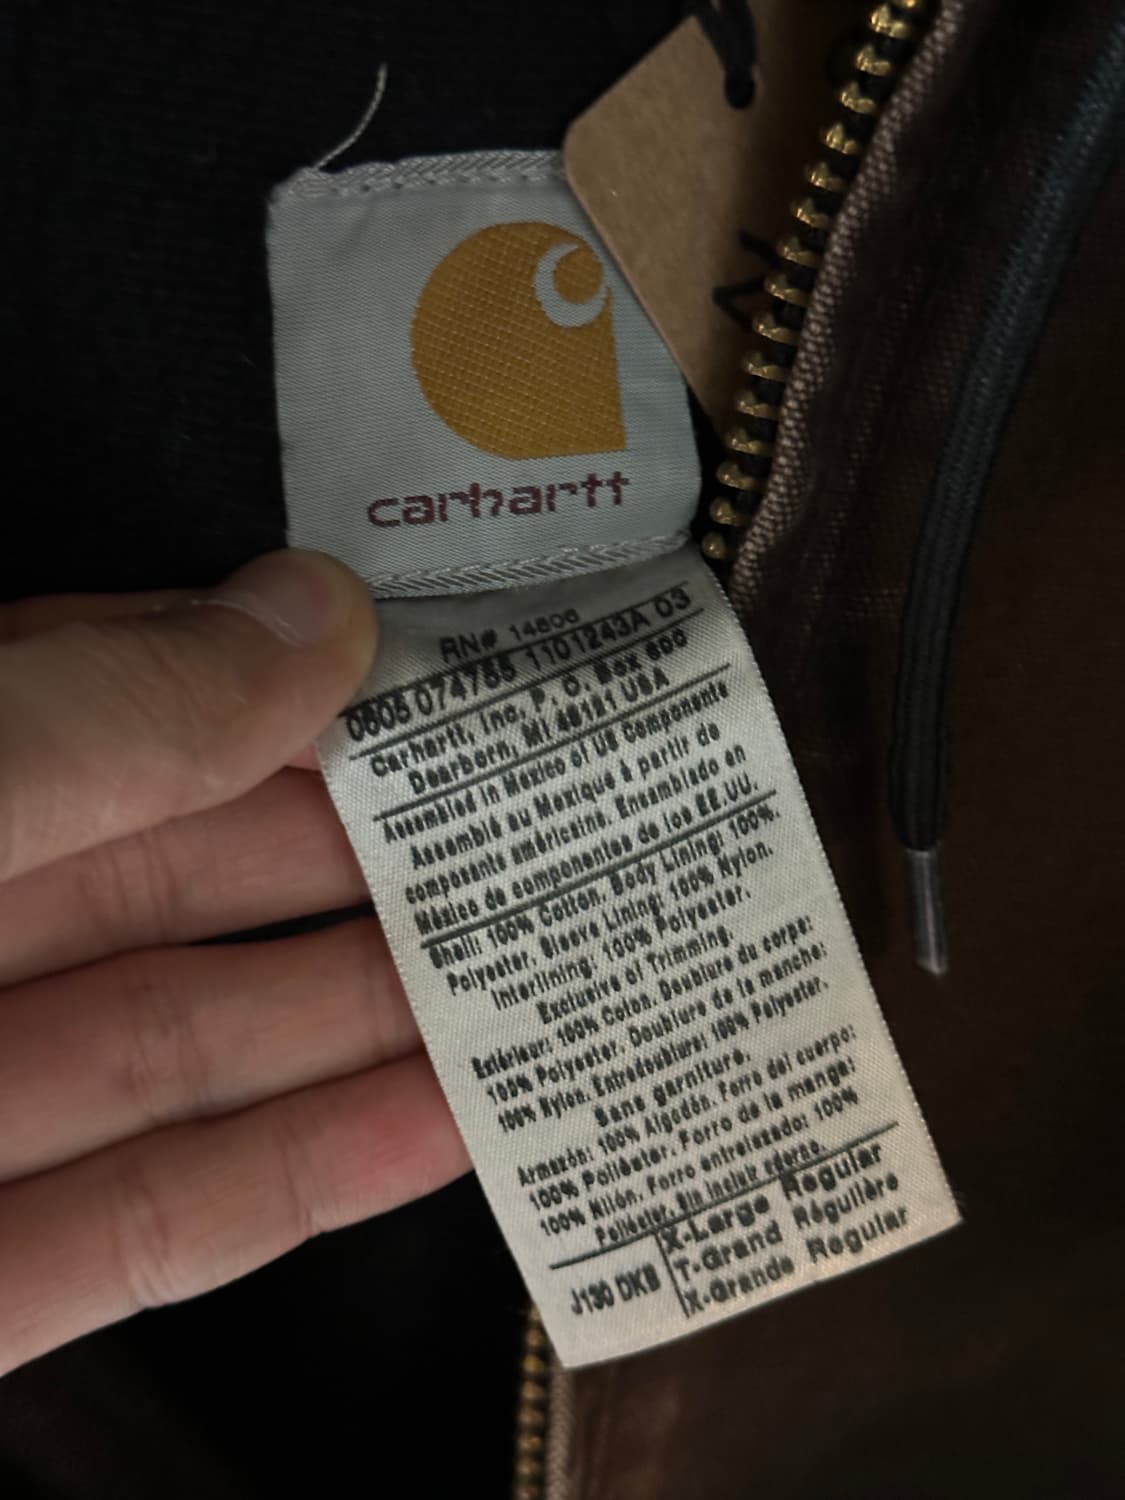 carhartt
RN# 14806
0606 074785 1101243A 03
Carhartt, Inc, P. O. Box 600
Dearborn, MI 48121 USA
Assembled in Mexico of US Components
Assemblé au Mexique à partir de
composants américains. Ensamblado en
México de componentes de los EE.UU.
Shell: 100% Cotton. Body Lining: 100%
Polyester. Sleeve Lining: 100% Nylon.
Interlining: 100% Polyester.
Exclusive of Trimming.
Extérieur: 100% Coton. Doublure du corps:
100% Polyester. Doublure de la manche:
100% Nylon. Entredoublure: 100% Polyester.
Sans garniture.
Armazón: 100% Algodón. Forro del cuerpo:
100% Poliéster. Forro de la manga:
100% Nilón. Forro entrelazado: 100%
Poliéster. Sin incluir adorno.
J130 DKB
X-Large Regular
T-Grand Régulière
X-Grande Regular